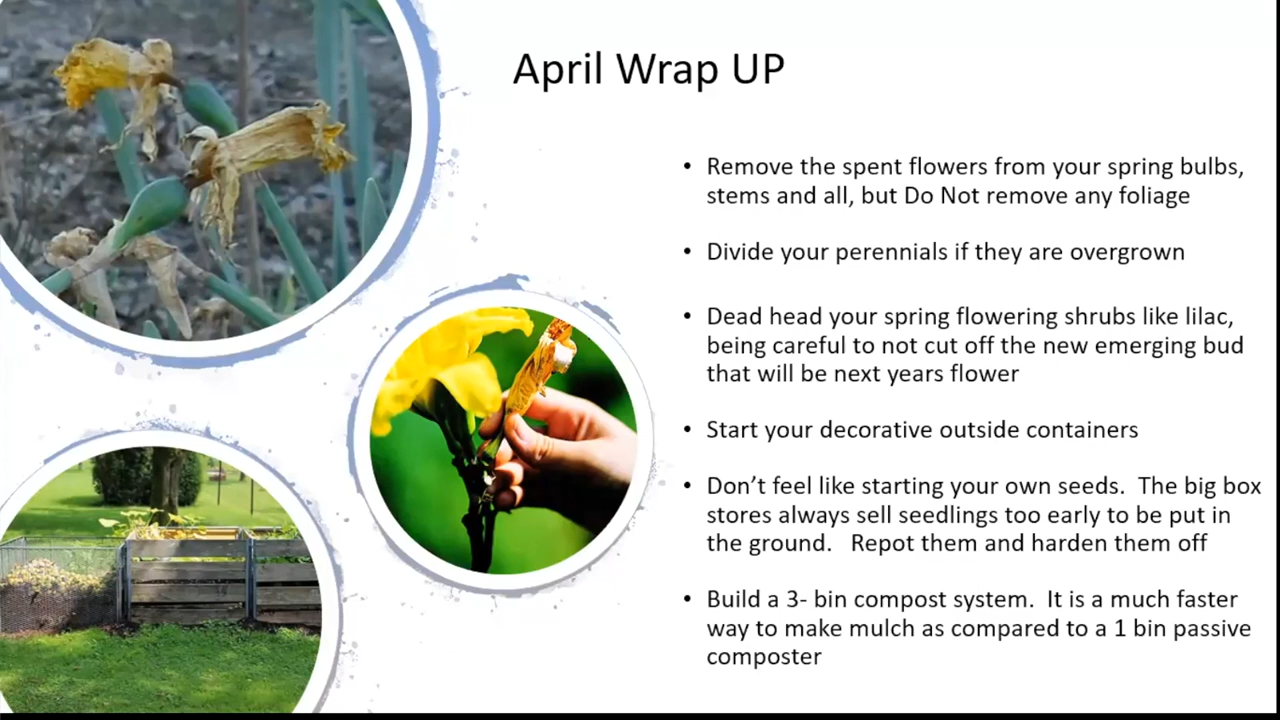 April Wrap UP
• Remove the spent flowers from your spring bulbs,
stems and all, but Do Not remove any foliage
• Divide your perennials if they are overgrown
• Dead head your spring flowering shrubs like lilac,
being careful to not cut off the new emerging bud
that will be next years flower
• Start your decorative outside containers
• Don’t feel like starting your own seeds.  The big box
stores always sell seedlings too early to be put in
the ground.   Repot them and harden them off
• Build a 3- bin compost system.  It is a much faster
way to make mulch as compared to a 1 bin passive
composter